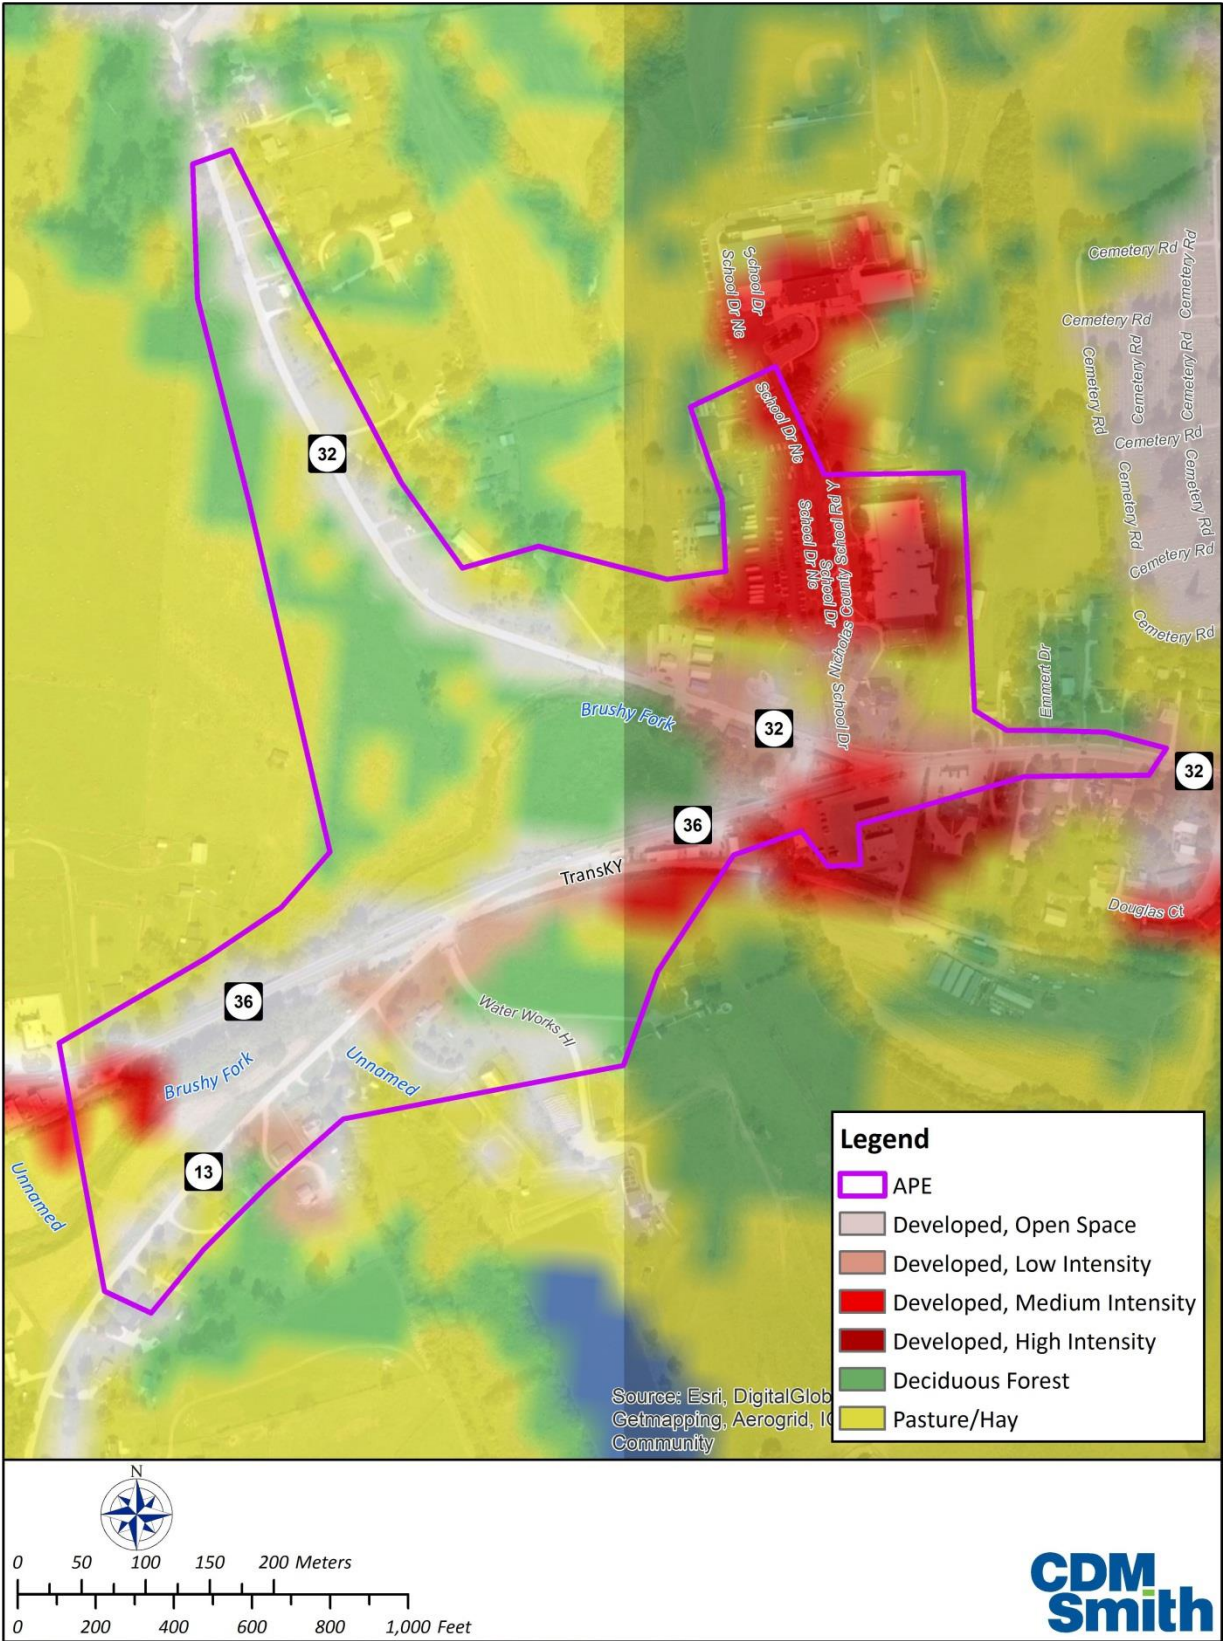 Cemetery Rd
Cemetery Rd
School Dr
School Dr Nc
Cemetery Rd
Cemetery Rd
Cemetery Rd
Cemetery Rd
School Dr Nc
Cemetery Rd
32
Cemetery Rd
Cemetery Rd
School Dr Nc
School Dr
Nicholas County School Rd Y
Cemetery Rd
Cemetery Rd
Emmert Dr
Brushy Fork
N School Dr S
32
32
36
TransKY
Douglas Ct
36
Water Works Hl
Unnamed
Brushy Fork
13
Unnamed
Legend
APE
Developed, Open Space
Developed, Low Intensity
Developed, Medium Intensity
Developed, High Intensity
Deciduous Forest
Pasture/Hay
Source: Esri, DigitalGlob
Getmapping, Aerogrid, IG
Community
N
0 50 100 150 200 Meters
0 200 400 600 800 1,000 Feet
CDM
Smith